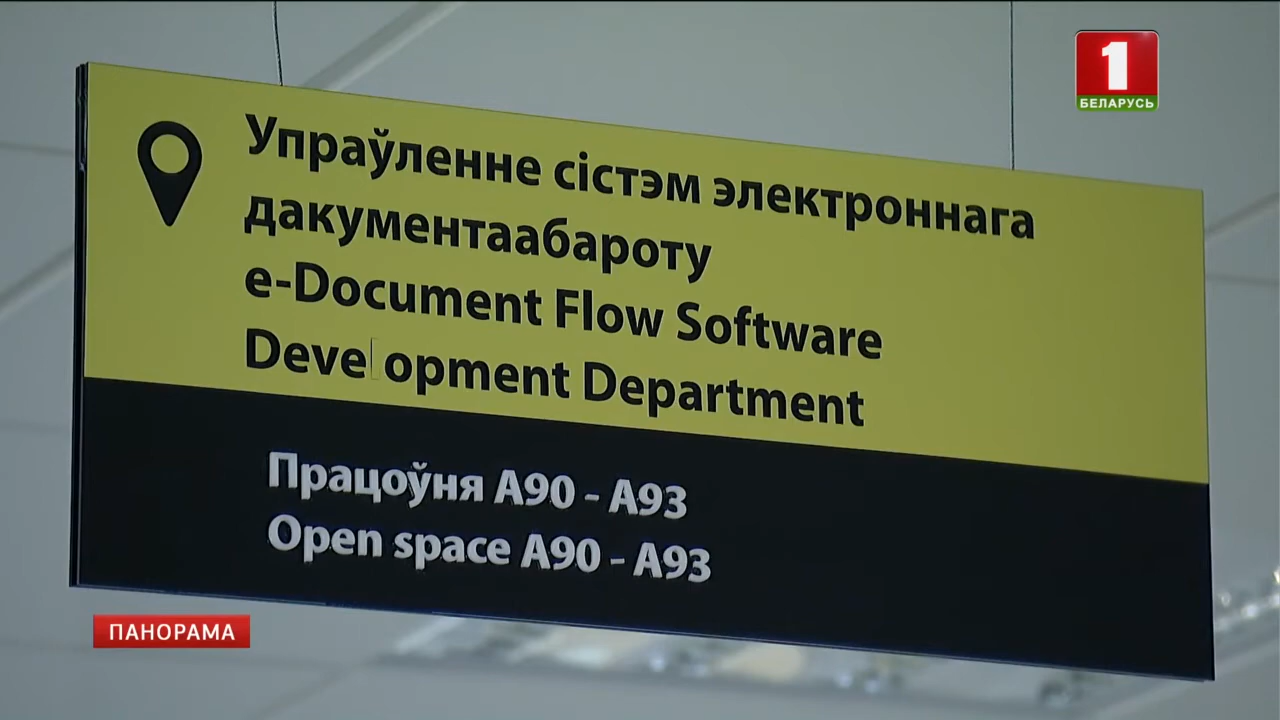 1
БЕЛАРУСЬ
Упраўленне сістэм электроннага
дакументаабароту
e-Document Flow Software
Development Department
Працоўня А90 - А93
Open space A90 - A93
ПАНОРАМА